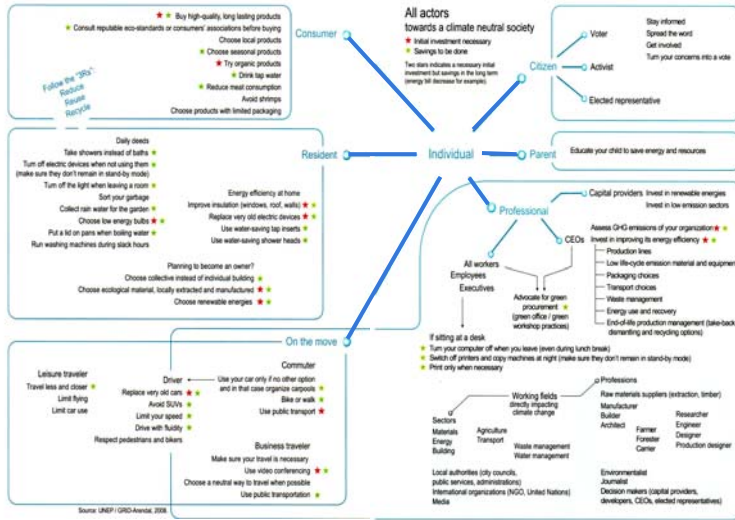 All actors
towards a climate neutral society
Initial investment necessary
Savings to be done
Two stars indicates a necessary initial
investment but savings in the long term
(energy bill decrease for example).
Individual
Consumer
Buy high-quality, long lasting products
Consult reputable eco-standards or consumers' associations before buying
Choose local products
Choose seasonal products
Try organic products
Drink tap water
Reduce meat consumption
Avoid shrimps
Choose products with limited packaging
Follow the "3Rs":
Reduce
Reuse
Recycle
Resident
Daily deeds
Take showers instead of baths
Turn off electric devices when not using them
(make sure they don't remain in stand-by mode)
Turn off the light when leaving a room
Sort your garbage
Collect rain water for the garden
Choose low energy bulbs
Put a lid on pans when boiling water
Run washing machines during slack hours
Energy efficiency at home
Improve insulation (windows, roof, walls)
Replace very old electric devices
Use water-saving tap inserts
Use water-saving shower heads
Planning to become an owner?
Choose collective instead of individual building
Choose ecological material, locally extracted and manufactured
Choose renewable energies
On the move
Leisure traveler
Travel less and closer
Limit flying
Limit car use
Driver
Replace very old cars
Avoid SUVs
Limit your speed
Drive with fluidity
Respect pedestrians and bikers
Commuter
Use your car only if no other option
and in that case organize carpools
Bike or walk
Use public transport
Business traveler
Make sure your travel is necessary
Use video conferencing
Choose a neutral way to travel when possible
Use public transportation
Source: UNEP / GRID-Arendal, 2008.
Citizen
Voter
Activist
Elected representative
Stay informed
Spread the word
Get involved
Turn your concerns into a vote
Parent
Educate your child to save energy and resources
Professional
Capital providers
Invest in renewable energies
Invest in low emission sectors
CEOs
Assess GHG emissions of your organization
Invest in improving its energy efficiency
Production lines
Low life-cycle emission material and equipment
Packaging choices
Transport choices
Waste management
Energy use and recovery
End-of-life production management (take-back,
dismantling and recycling options)
All workers
Employees
Executives
Advocate for green
procurement
(green office / green
workshop practices)
If sitting at a desk
Turn your computer off when you leave (even during lunch break)
Switch off printers and copy machines at night (make sure they don't remain in stand-by mode)
Print only when necessary
Working fields
directly impacting
climate change
Sectors
Materials
Energy
Building
Agriculture
Transport
Waste management
Water management
Local authorities (city councils,
public services, administrations)
International organizations (NGO, United Nations)
Media
Professions
Raw materials suppliers (extraction, timber)
Manufacturer
Builder
Architect
Farmer
Forester
Carrier
Researcher
Engineer
Designer
Production designer
Environmentalist
Journalist
Decision makers (capital providers,
developers, CEOs, elected representatives)